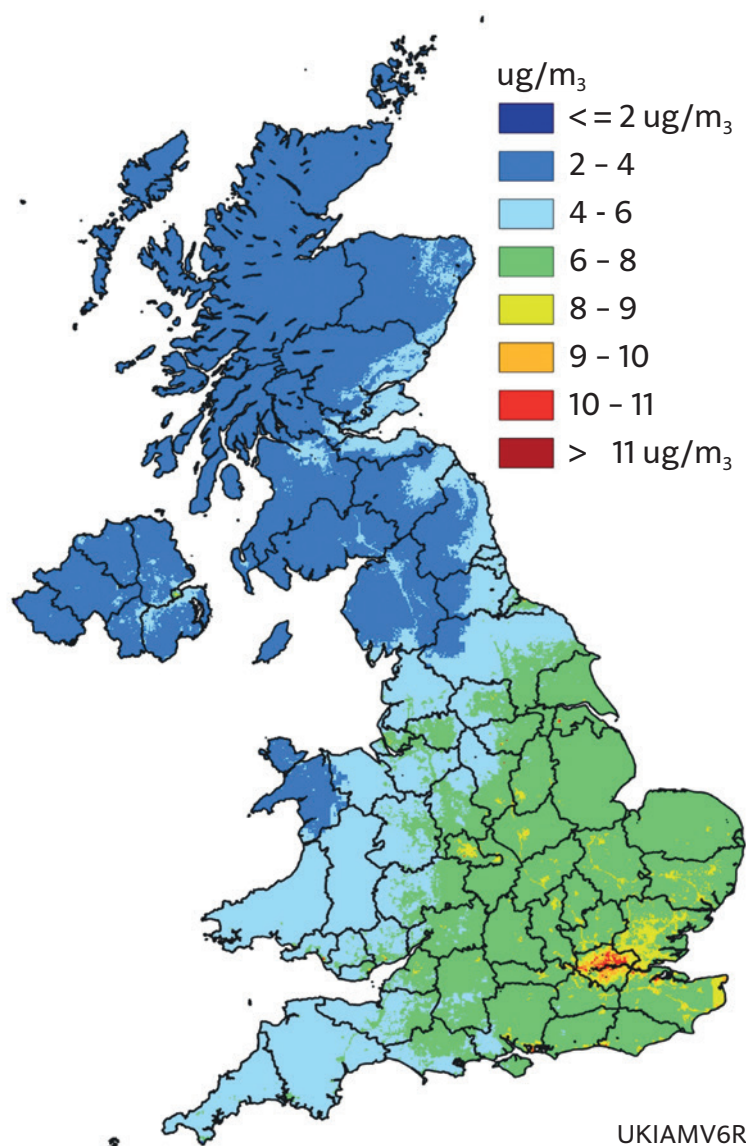 ug/m₃
<= 2 ug/m₃
2 – 4
4 - 6
6 – 8
8 – 9
9 – 10
10 – 11
> 11 ug/m₃
UKIAMV6R